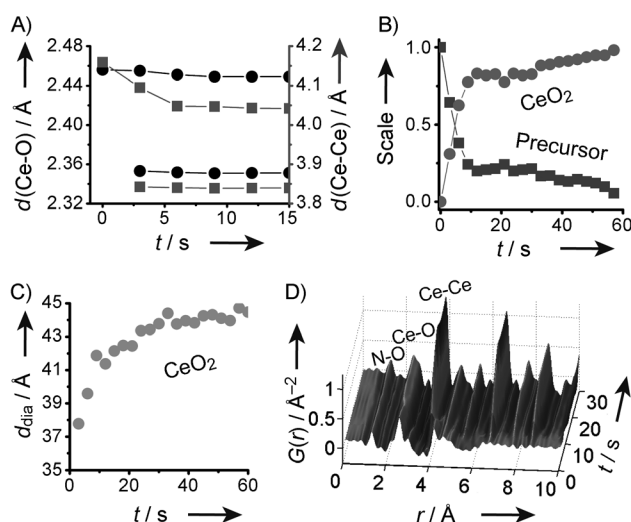 A)
2.48
2.44
2.40
2.36
2.32
d(Ce-O) / Å
4.2
4.1
4.0
3.9
3.8
d(Ce-Ce) / Å
0
5
10
15
t / s
B)
1.0
0.5
0.0
Scale
CeO2
Precursor
0
20
40
60
t / s
C)
45
43
41
39
37
35
ddia / Å
CeO2
0
20
40
60
t / s
D)
Ce-Ce
Ce-O
N-O
1
0.5
0
G(r) / Å−2
0
2
4
6
8
10
r / Å
30
20
10
0
t / s